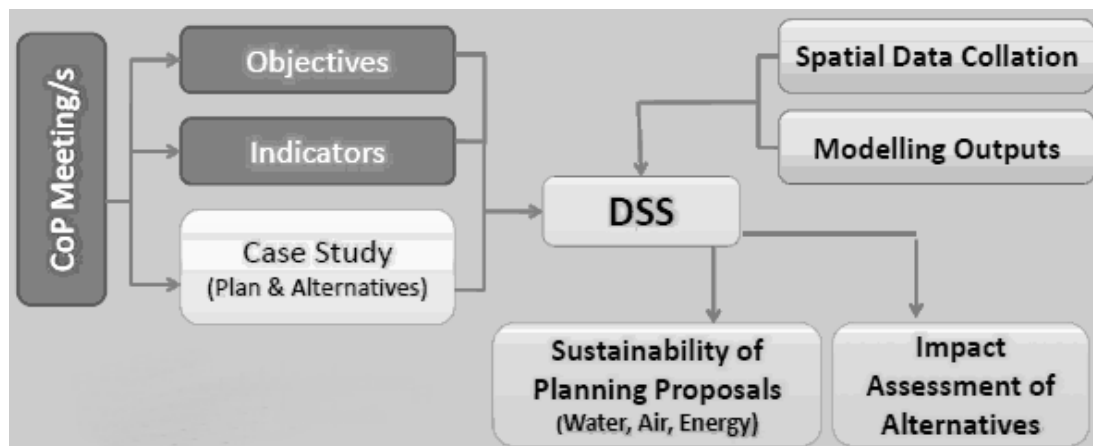 CoP Meeting/s
Objectives
Indicators
Case Study
(Plan & Alternatives)
DSS
Spatial Data Collation
Modelling Outputs
Sustainability of
Planning Proposals
(Water, Air, Energy)
Impact
Assessment of
Alternatives